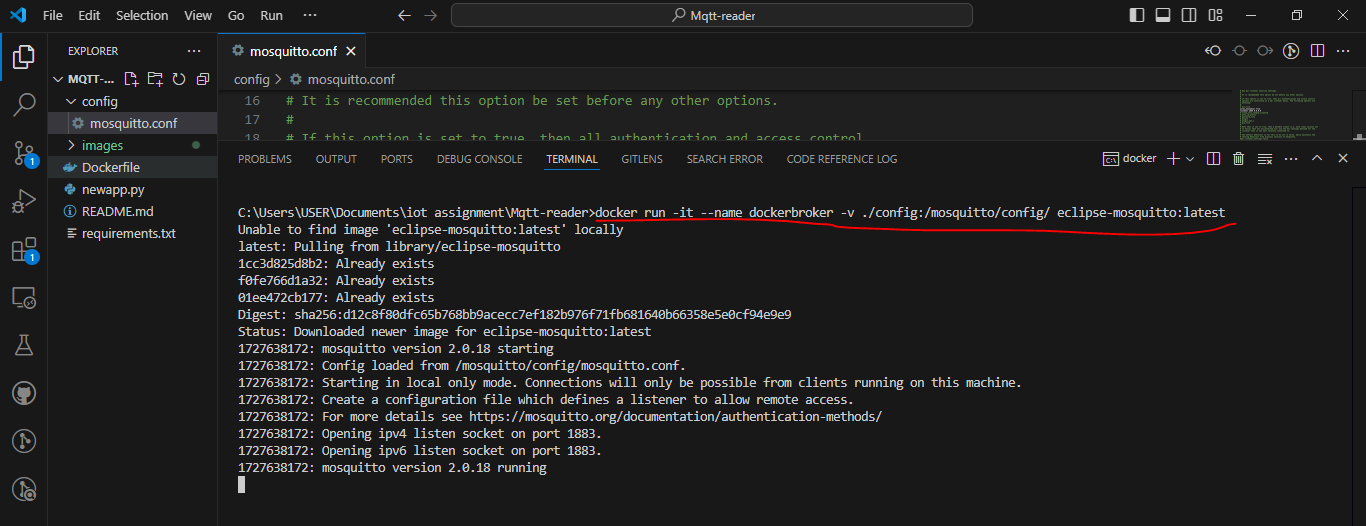 File Edit Selection View Go Run ··· Mqtt-reader
EXPLORER ···
MQTT-...
config
mosquitto.conf
images
Dockerfile
newapp.py
README.md
requirements.txt
1
1
mosquitto.conf
config > mosquitto.conf
16 # It is recommended this option be set before any other options.
17 #
18 # If this option is set to true, then all authentication and access control
PROBLEMS OUTPUT PORTS DEBUG CONSOLE TERMINAL GITLENS SEARCH ERROR CODE REFERENCE LOG docker
C:\Users\USER\Documents\iot assignment\Mqtt-reader>docker run -it --name dockerbroker -v ./config:/mosquitto/config/ eclipse-mosquitto:latest
Unable to find image 'eclipse-mosquitto:latest' locally
latest: Pulling from library/eclipse-mosquitto
1cc3d825d8b2: Already exists
f0fe766d1a32: Already exists
01ee472cb177: Already exists
Digest: sha256:d12c8f80dfc65b768bb9acecc7ef182b976f71fb681640b66358e5e0cf94e9e9
Status: Downloaded newer image for eclipse-mosquitto:latest
1727638172: mosquitto version 2.0.18 starting
1727638172: Config loaded from /mosquitto/config/mosquitto.conf.
1727638172: Starting in local only mode. Connections will only be possible from clients running on this machine.
1727638172: Create a configuration file which defines a listener to allow remote access.
1727638172: For more details see https://mosquitto.org/documentation/authentication-methods/
1727638172: Opening ipv4 listen socket on port 1883.
1727638172: Opening ipv6 listen socket on port 1883.
1727638172: mosquitto version 2.0.18 running